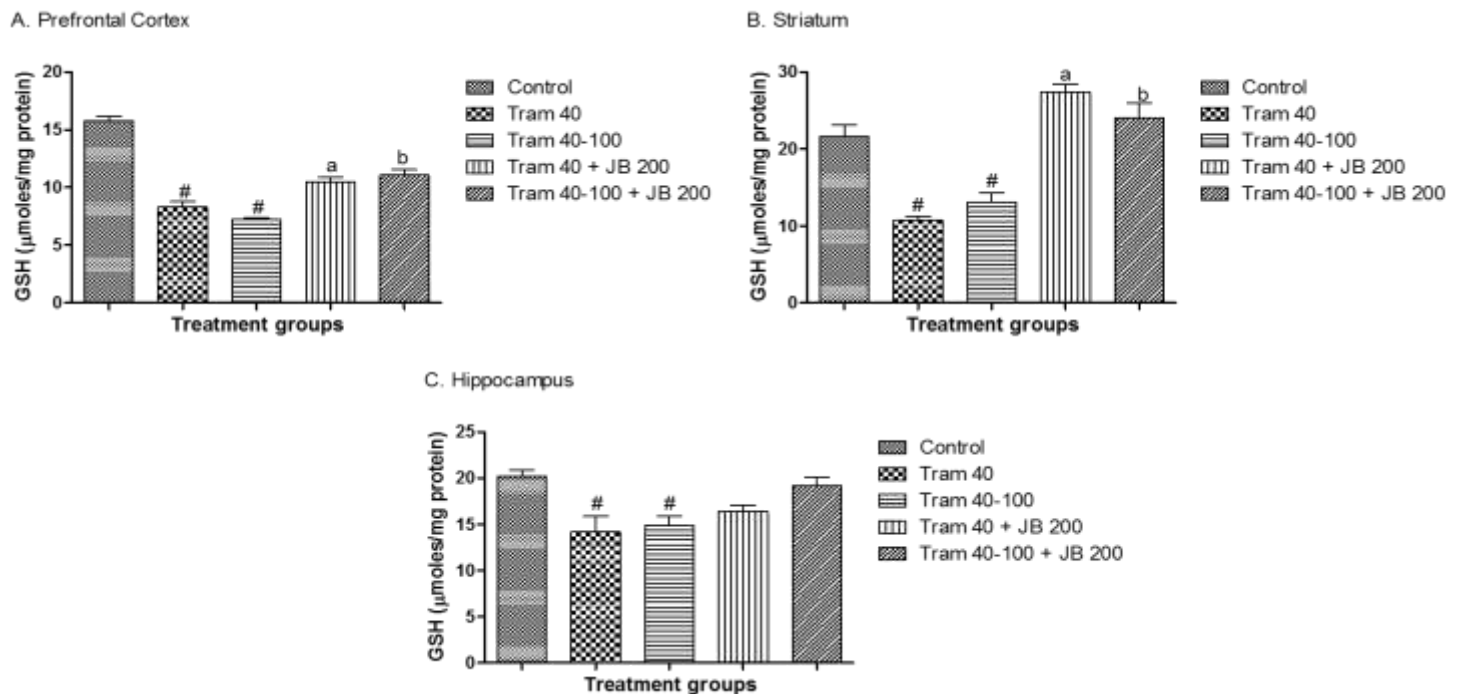 A. Prefrontal Cortex
GSH (μmoles/mg protein)
20
15
10
5
0
#
#
a
b
Treatment groups
Control
Tram 40
Tram 40-100
Tram 40 + JB 200
Tram 40-100 + JB 200
B. Striatum
GSH (μmoles/mg protein)
30
20
10
0
#
#
a
b
Treatment groups
Control
Tram 40
Tram 40-100
Tram 40 + JB 200
Tram 40-100 + JB 200
C. Hippocampus
GSH (μmoles/mg protein)
25
20
15
10
5
0
#
#
Treatment groups
Control
Tram 40
Tram 40-100
Tram 40 + JB 200
Tram 40-100 + JB 200